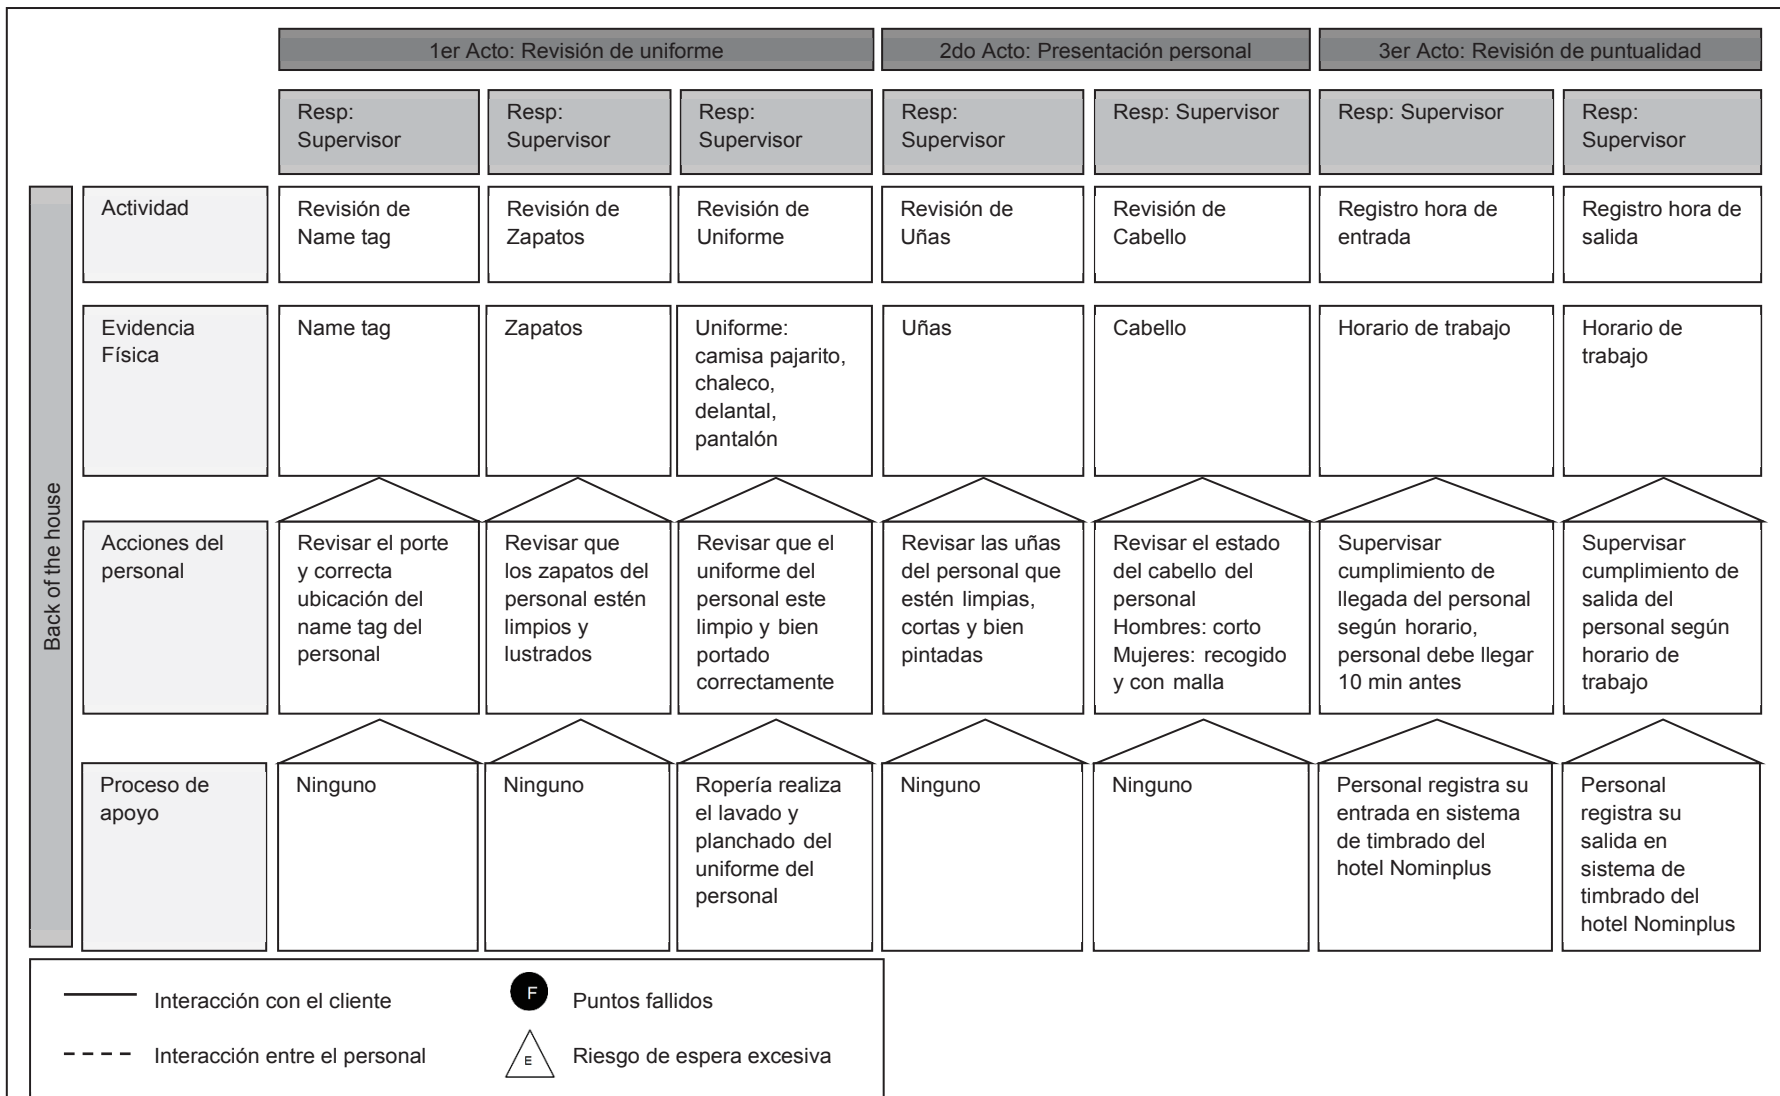 1er Acto: Revisión de uniforme
2do Acto: Presentación personal
3er Acto: Revisión de puntualidad
Resp:
Supervisor
Resp:
Supervisor
Resp:
Supervisor
Resp:
Supervisor
Resp: Supervisor
Resp: Supervisor
Resp:
Supervisor
Back of the house
Actividad
Revisión de
Name tag
Revisión de
Zapatos
Revisión de
Uniforme
Revisión de
Uñas
Revisión de
Cabello
Registro hora de
entrada
Registro hora de
salida
Evidencia
Física
Name tag
Zapatos
Uniforme:
camisa pajarito,
chaleco,
delantal,
pantalón
Uñas
Cabello
Horario de trabajo
Horario de
trabajo
Acciones del
personal
Revisar el porte
y correcta
ubicación del
name tag del
personal
Revisar que
los zapatos del
personal estén
limpios y
lustrados
Revisar que el
uniforme del
personal este
limpio y bien
portado
correctamente
Revisar las uñas
del personal que
estén limpias,
cortas y bien
pintadas
Revisar el estado
del cabello del
personal
Hombres: corto
Mujeres: recogido
y con malla
Supervisar
cumplimiento de
llegada del personal
según horario,
personal debe llegar
10 min antes
Supervisar
cumplimiento de
salida del
personal según
horario de
trabajo
Proceso de
apoyo
Ninguno
Ninguno
Ropería realiza
el lavado y
planchado del
uniforme del
personal
Ninguno
Ninguno
Personal registra su
entrada en sistema
de timbrado del
hotel Nominplus
Personal
registra su
salida en
sistema de
timbrado del
hotel Nominplus
Interacción con el cliente
F
Puntos fallidos
Interacción entre el personal
E
Riesgo de espera excesiva